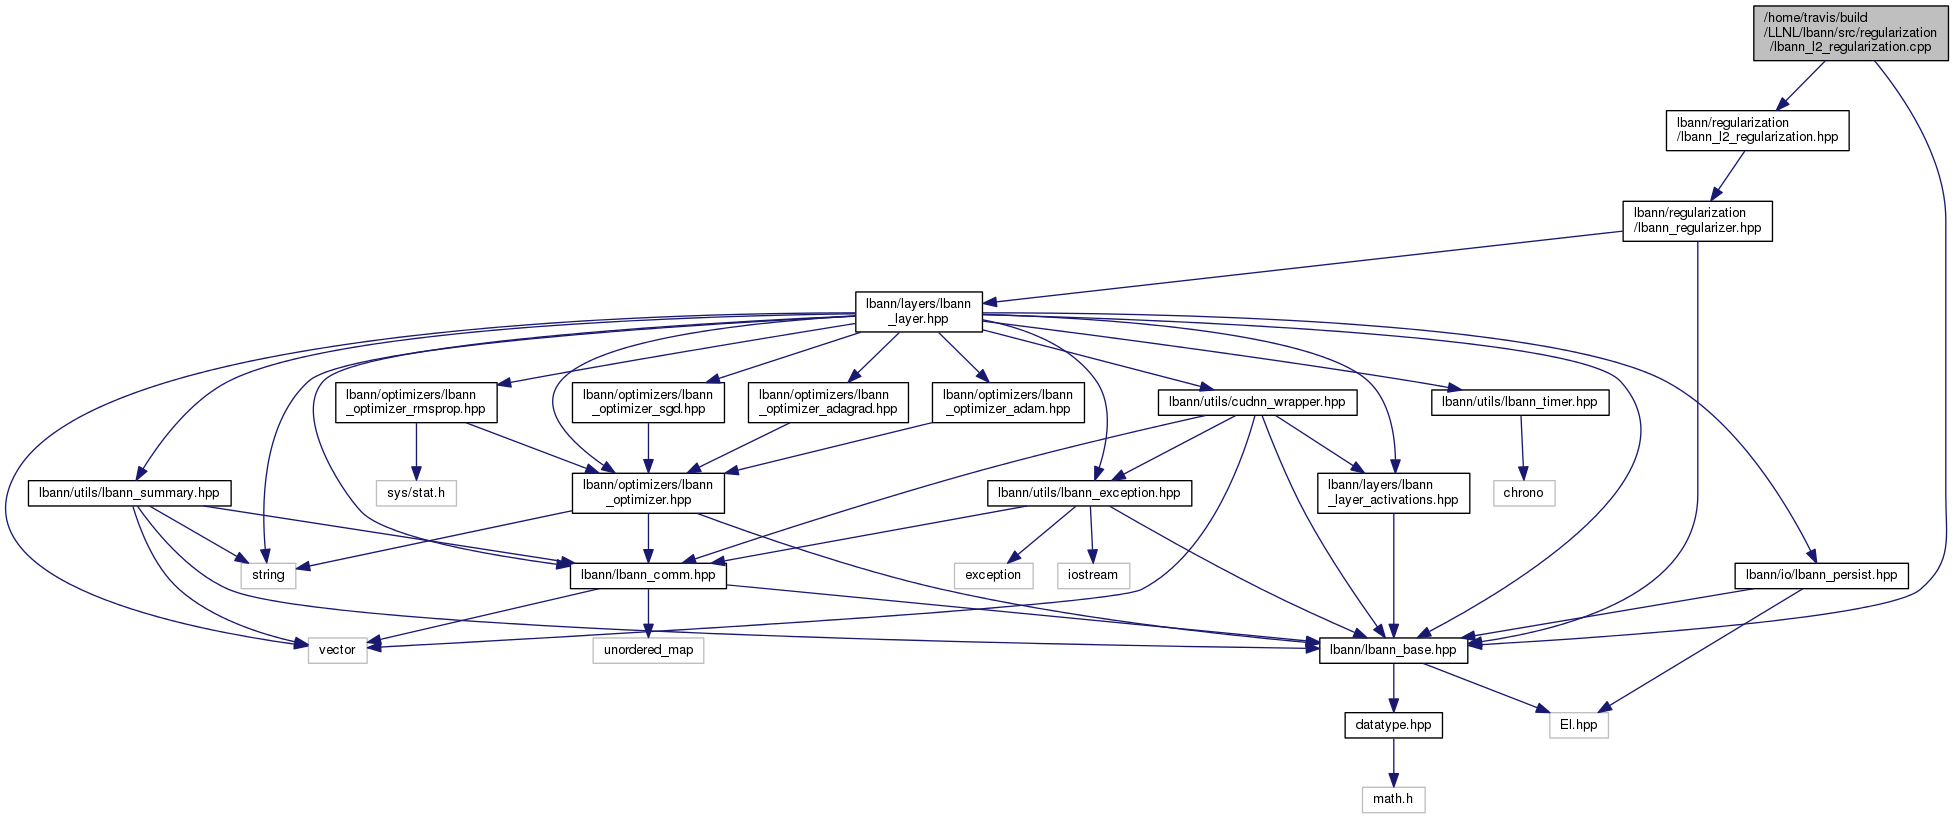 /home/travis/build
/LLNL/lbann/src/regularization
/lbann_l2_regularization.cpp
lbann/regularization
/lbann_l2_regularization.hpp
lbann/regularization
/lbann_regularizer.hpp
lbann/layers/lbann
_layer.hpp
lbann/optimizers/lbann
_optimizer_rmsprop.hpp
lbann/optimizers/lbann
_optimizer_sgd.hpp
lbann/optimizers/lbann
_optimizer_adagrad.hpp
lbann/optimizers/lbann
_optimizer_adam.hpp
lbann/utils/cudnn_wrapper.hpp
lbann/utils/lbann_timer.hpp
lbann/utils/lbann_summary.hpp
sys/stat.h
lbann/optimizers/lbann
_optimizer.hpp
lbann/utils/lbann_exception.hpp
lbann/layers/lbann
_layer_activations.hpp
chrono
string
lbann/lbann_comm.hpp
exception
iostream
lbann/io/lbann_persist.hpp
vector
unordered_map
lbann/lbann_base.hpp
datatype.hpp
El.hpp
math.h